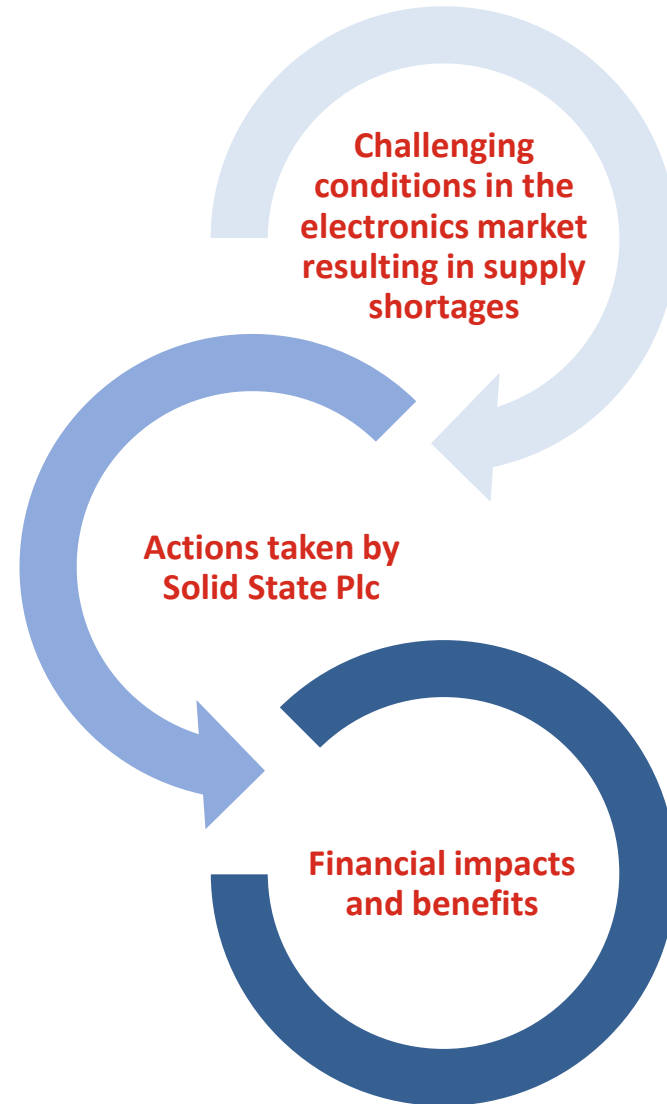 Challenging
conditions in the
electronics market
resulting in supply
shortages
Actions taken by
Solid State Plc
Financial impacts
and benefits